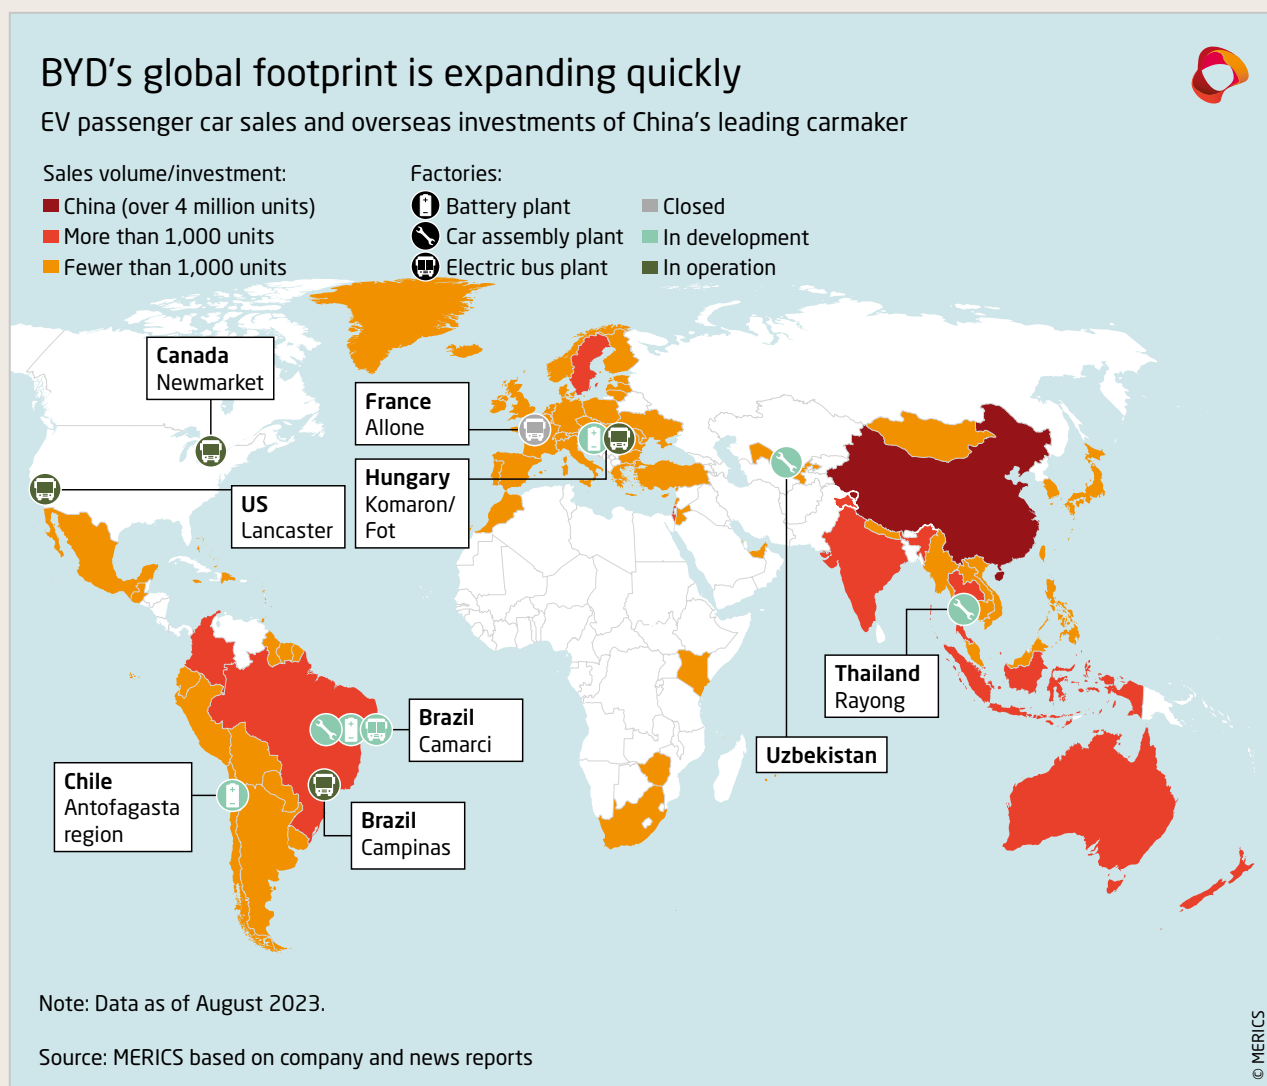 BYD's global footprint is expanding quickly
EV passenger car sales and overseas investments of China's leading carmaker
Sales volume/investment:
China (over 4 million units)
More than 1,000 units
Fewer than 1,000 units
Factories:
Battery plant
Car assembly plant
Electric bus plant
Closed
In development
In operation
Canada
Newmarket
France
Allone
Hungary
Komaron/
Fot
US
Lancaster
Thailand
Rayong
Uzbekistan
Brazil
Camarci
Chile
Antofagasta
region
Brazil
Campinas
Note: Data as of August 2023.
Source: MERICS based on company and news reports
© MERICS